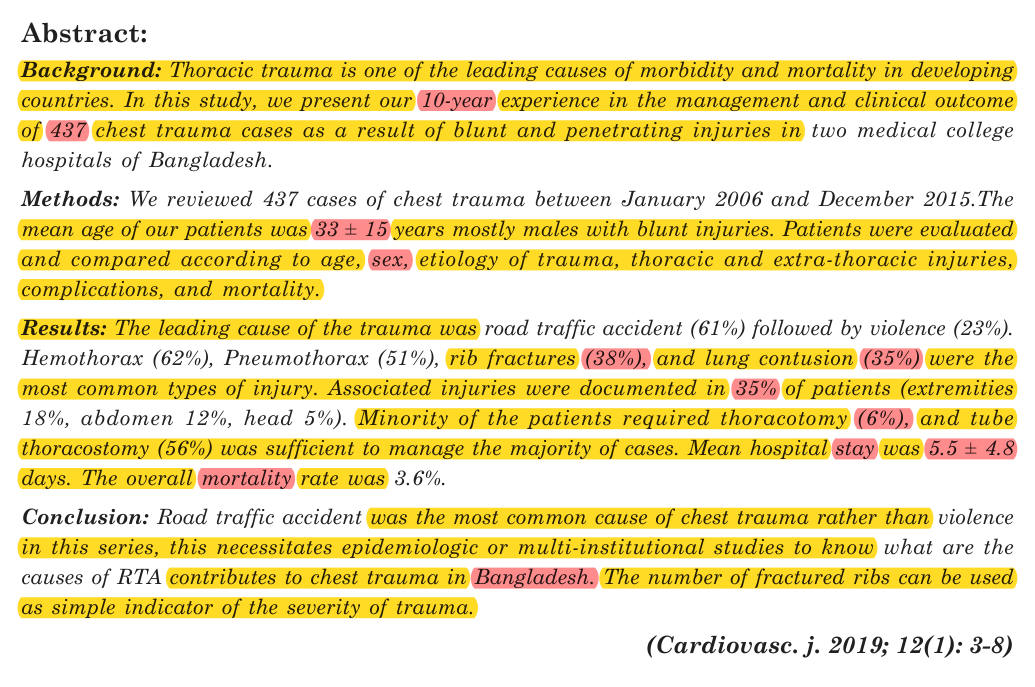 Abstract:
Background: Thoracic trauma is one of the leading causes of morbidity and mortality in developing
countries. In this study, we present our 10-year experience in the management and clinical outcome
of 437 chest trauma cases as a result of blunt and penetrating injuries in two medical college
hospitals of Bangladesh.
Methods: We reviewed 437 cases of chest trauma between January 2006 and December 2015.The
mean age of our patients was 33 ± 15 years mostly males with blunt injuries. Patients were evaluated
and compared according to age, sex, etiology of trauma, thoracic and extra-thoracic injuries,
complications, and mortality.
Results: The leading cause of the trauma was road traffic accident (61%) followed by violence (23%).
Hemothorax (62%), Pneumothorax (51%), rib fractures (38%), and lung contusion (35%) were the
most common types of injury. Associated injuries were documented in 35% of patients (extremities
18%, abdomen 12%, head 5%). Minority of the patients required thoracotomy (6%), and tube
thoracostomy (56%) was sufficient to manage the majority of cases. Mean hospital stay was 5.5 ± 4.8
days. The overall mortality rate was 3.6%.
Conclusion: Road traffic accident was the most common cause of chest trauma rather than violence
in this series, this necessitates epidemiologic or multi-institutional studies to know what are the
causes of RTA contributes to chest trauma in Bangladesh. The number of fractured ribs can be used
as simple indicator of the severity of trauma.
(Cardiovasc. j. 2019; 12(1): 3-8)